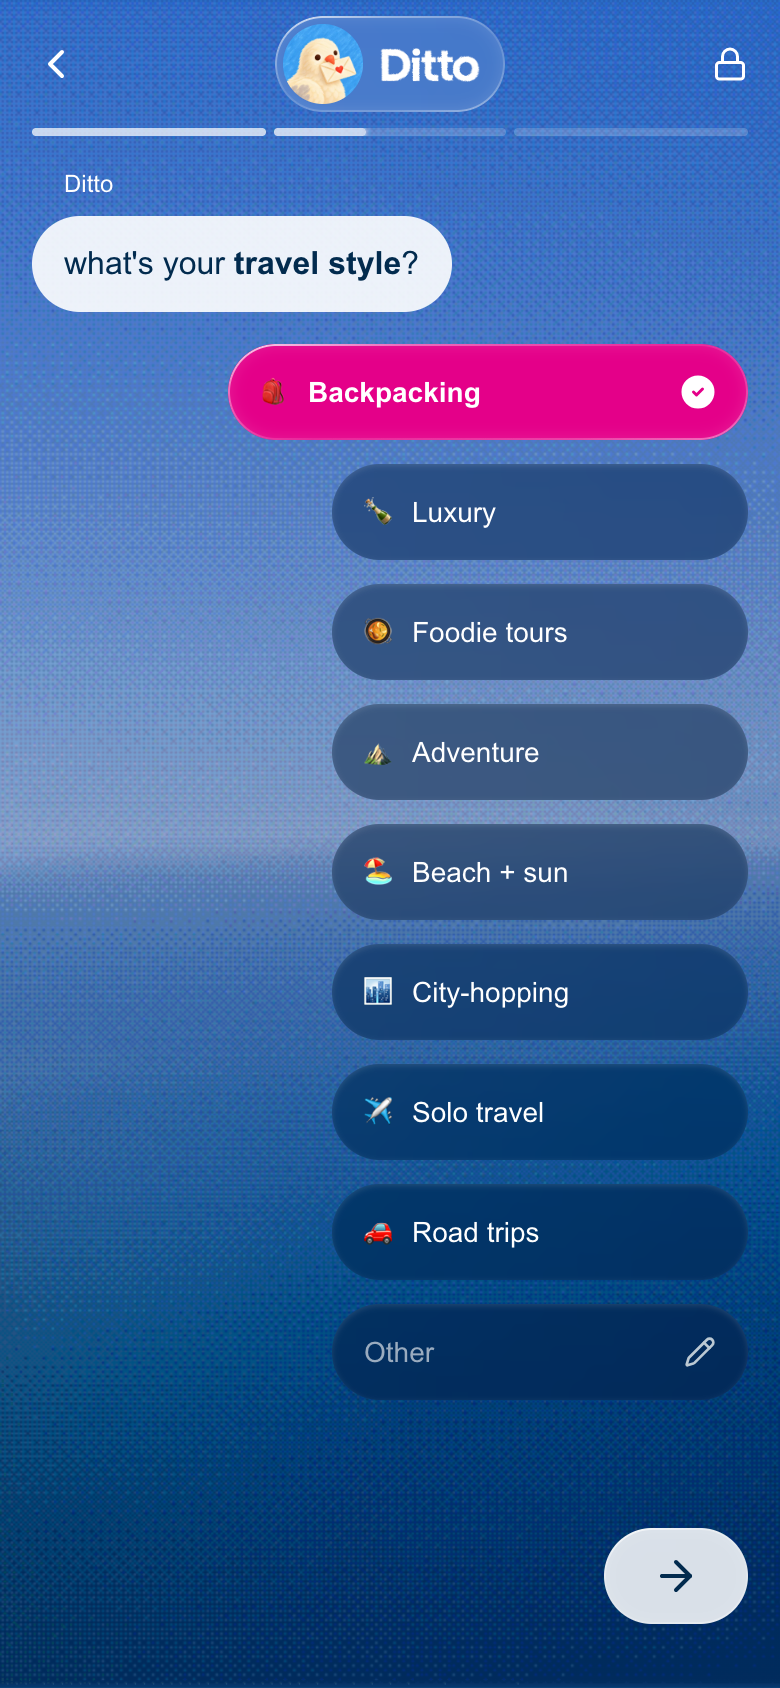 Ditto
Ditto
what's your travel style?
Backpacking
Luxury
Foodie tours
Adventure
Beach + sun
City-hopping
Solo travel
Road trips
Other